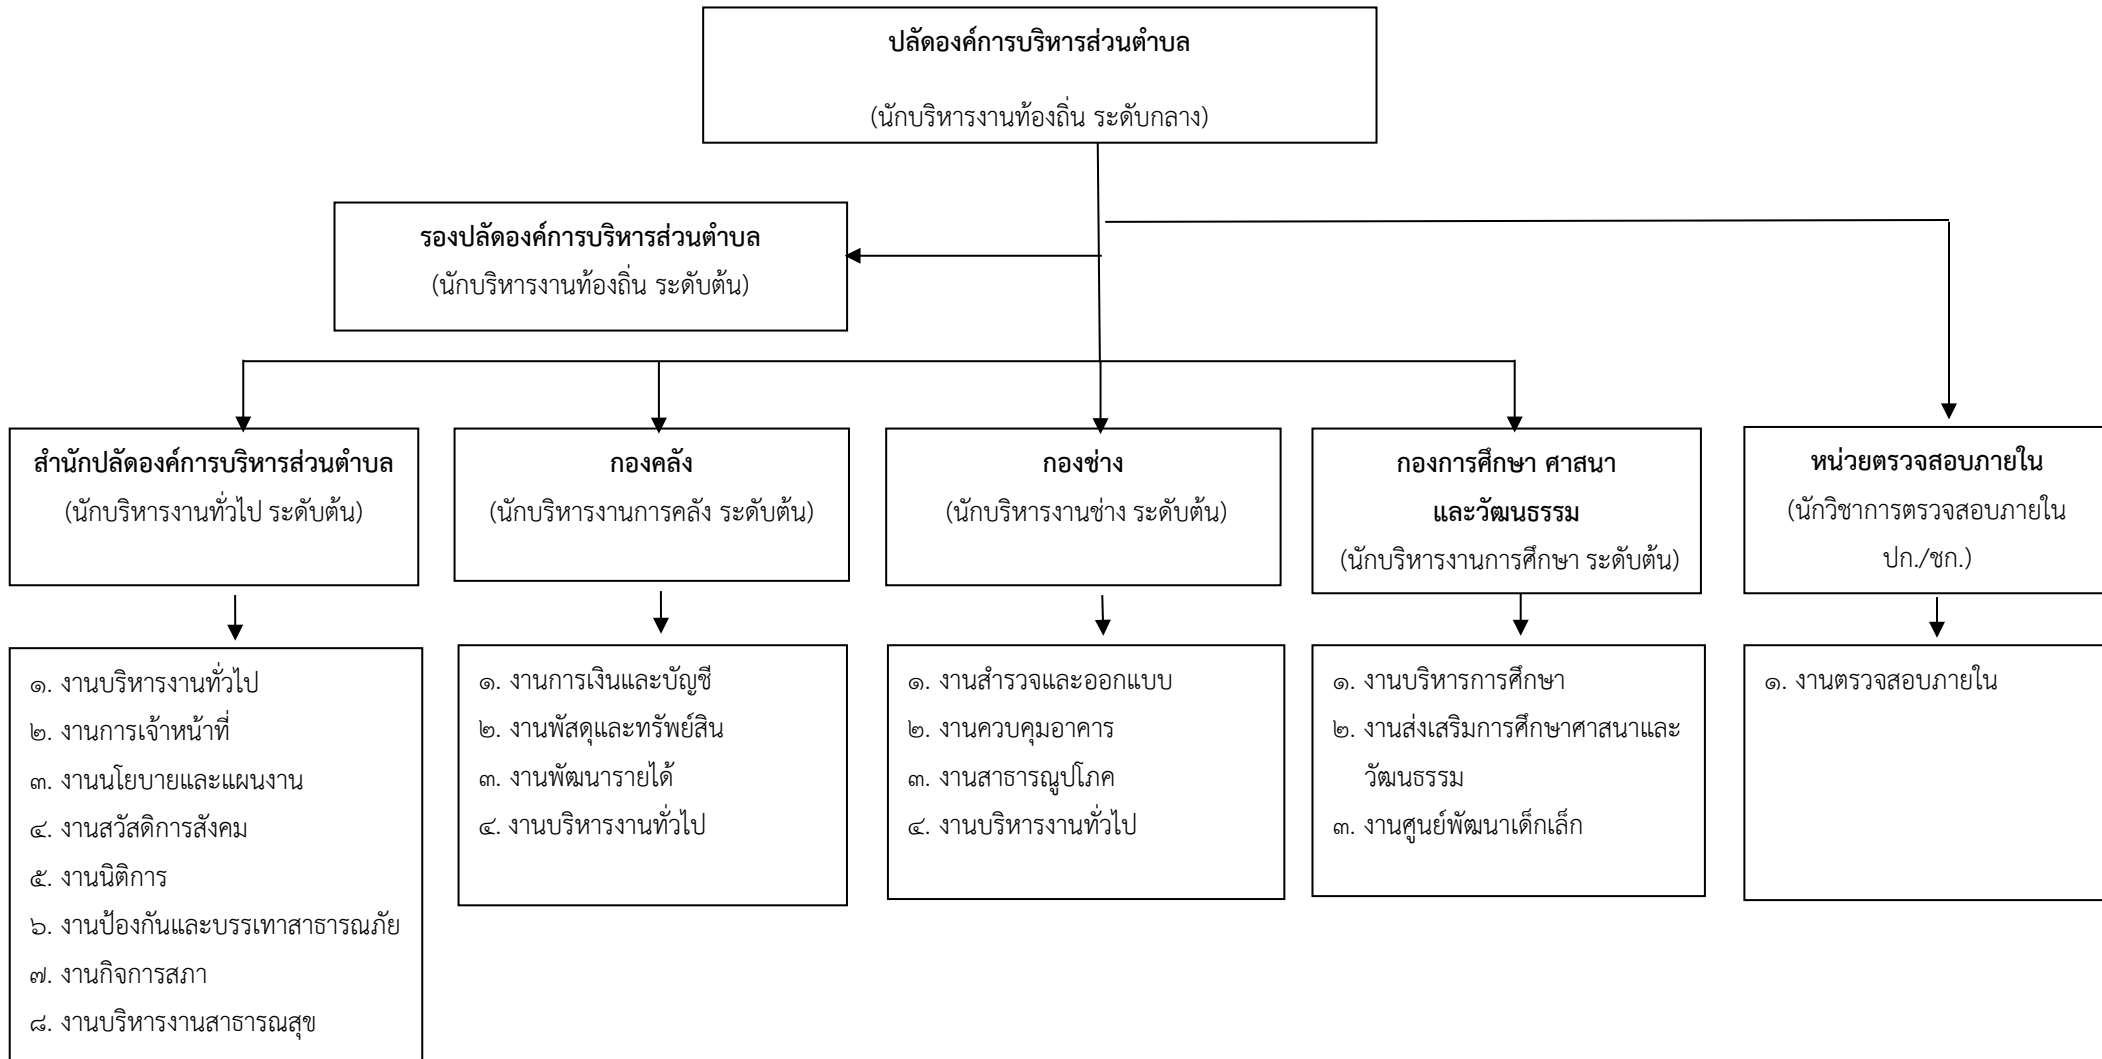 ปลัดองค์การบริหารส่วนตำบล
(นักบริหารงานท้องถิ่น ระดับกลาง)
รองปลัดองค์การบริหารส่วนตำบล
(นักบริหารงานท้องถิ่น ระดับต้น)
สำนักปลัดองค์การบริหารส่วนตำบล
(นักบริหารงานทั่วไป ระดับต้น)
กองคลัง
(นักบริหารงานการคลัง ระดับต้น)
กองช่าง
(นักบริหารงานช่าง ระดับต้น)
กองการศึกษา ศาสนา
และวัฒนธรรม
(นักบริหารงานการศึกษา ระดับต้น)
หน่วยตรวจสอบภายใน
(นักวิชาการตรวจสอบภายใน
ปก./ชก.)
๑. งานบริหารงานทั่วไป
๒. งานการเจ้าหน้าที่
๓. งานนโยบายและแผนงาน
๔. งานสวัสดิการสังคม
๕. งานนิติการ
๖. งานป้องกันและบรรเทาสาธารณภัย
๗. งานกิจการสภา
๘. งานบริหารงานสาธารณสุข
๑. งานการเงินและบัญชี
๒. งานพัสดุและทรัพย์สิน
๓. งานพัฒนารายได้
๔. งานบริหารงานทั่วไป
๑. งานสำรวจและออกแบบ
๒. งานควบคุมอาคาร
๓. งานสาธารณูปโภค
๔. งานบริหารงานทั่วไป
๑. งานบริหารการศึกษา
๒. งานส่งเสริมการศึกษาศาสนาและ
วัฒนธรรม
๓. งานศูนย์พัฒนาเด็กเล็ก
๑. งานตรวจสอบภายใน